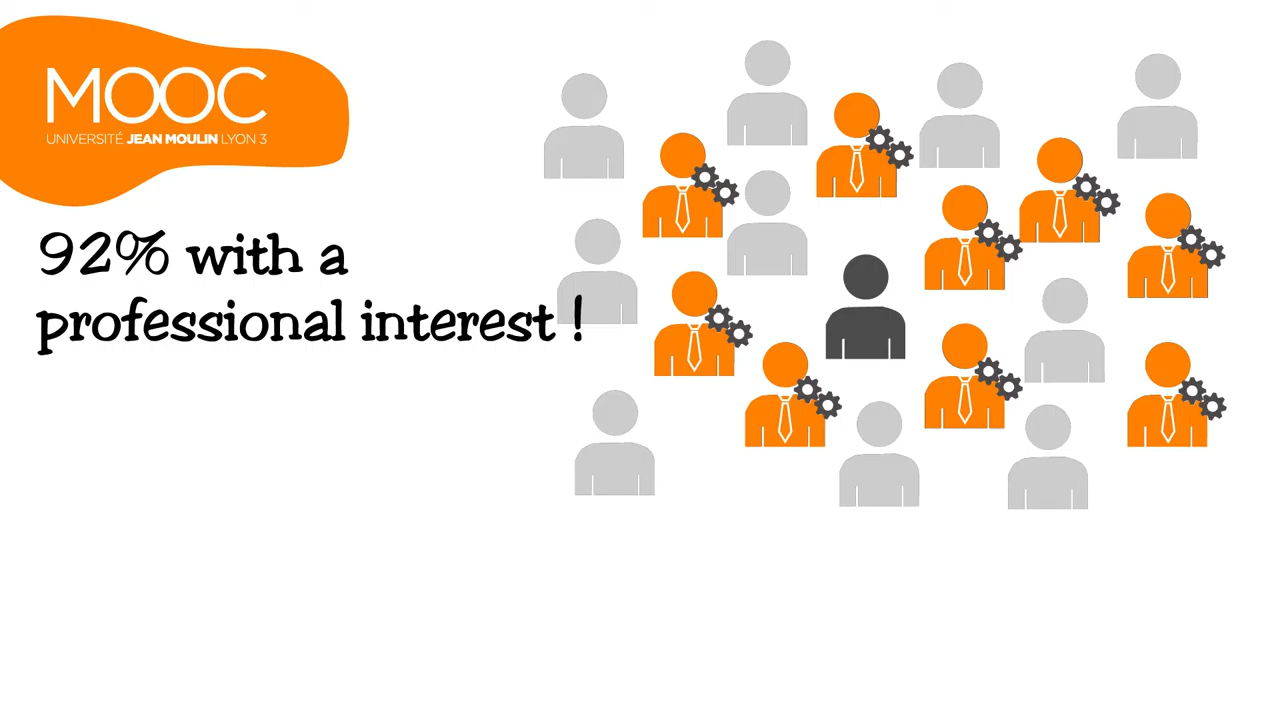 MOOC
UNIVERSITÉ JEAN MOULIN LYON 3
92% with a
professional interest !